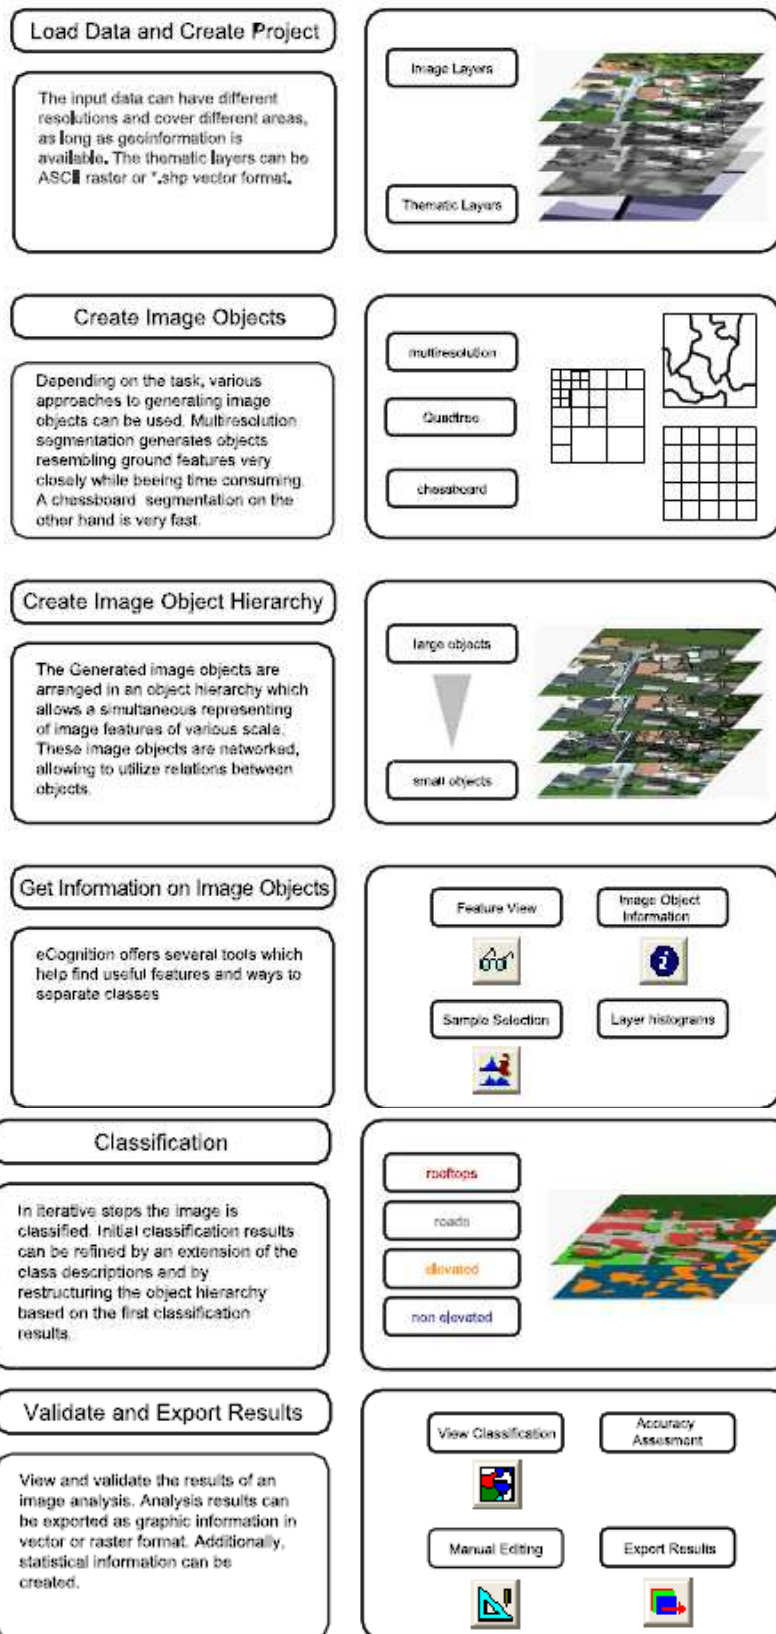 Load Data and Create Project
The input data can have different
resolutions and cover different areas,
as long as geoinformation is
available. The thematic layers can be
ASCII raster or *.shp vector format.
Image Layers
Thematic Layers
Create Image Objects
Depending on the task, various
approaches to generating image
objects can be used. Multiresolution
segmentation generates objects
resembling ground features very
closely while beeing time consuming.
A chessboard segmentation on the
other hand is very fast.
multiresolution
Quadtree
chessboard
Create Image Object Hierarchy
The Generated image objects are
arranged in an object hierarchy which
allows a simultaneous representing
of image features of various scale.
These image objects are networked,
allowing to utilize relations between
objects.
large objects
small objects
Get Information on Image Objects
eCognition offers several tools which
help find useful features and ways to
separate classes
Feature View
Image Object
Information
Sample Selection
Layer histograms
Classification
In iterative steps the image is
classified. Initial classification results
can be refined by an extension of the
class descriptions and by
restructuring the object hierarchy
based on the first classification
results.
rooftops
roads
elevated
non elevated
Validate and Export Results
View and validate the results of an
image analysis. Analysis results can
be exported as graphic information in
vector or raster format. Additionally,
statistical information can be
created.
View Classification
Accuracy
Assesment
Manual Editing
Export Results